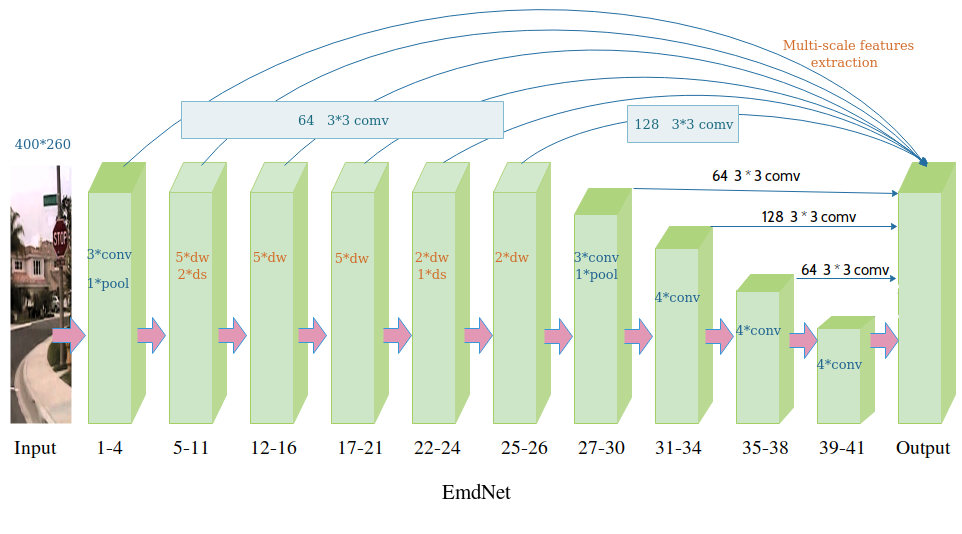 Multi-scale features
extraction
64 3*3 comv
128 3*3 comv
400*260
64 3 * 3 comv
128 3 * 3 comv
64 3 * 3 comv
STOP
3*conv
1*pool
5*dw
2*ds
5*dw
5*dw
2*dw
1*ds
2*dw
3*conv
1*pool
4*conv
4*conv
4*conv
Input 1-4 5-11 12-16 17-21 22-24 25-26 27-30 31-34 35-38 39-41 Output
EmdNet